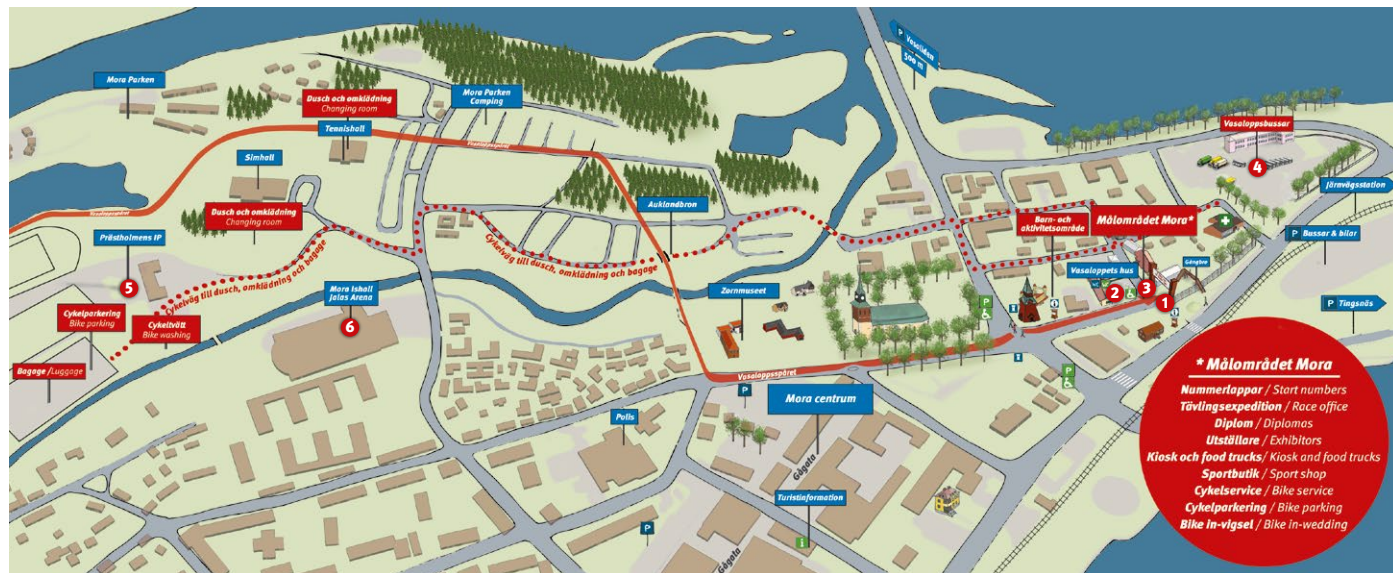 Mora Parken
Dusch och omklädning
Changing room
Tennishall
Mora Parken
Camping
P Vasaliden
500 m
Vasaloppsbussar
4
Simhall
Vasaloppsspåret
Dusch och omklädning
Changing room
Auklandbron
Barn- och
aktivitetsområde
Målområdet Mora*
Järnvägsstation
P Bussar & bilar
Prästholmens IP
5
Cykelväg till dusch, omklädning och bagage
Cykelväg till dusch, omklädning och bagage
Vasaloppets hus
Gångbro
2
3
1
P
P Tingsnäs
Mora Ishall
Jalas Arena
6
Zornmuseet
Cykelparkering
Bike parking
Cykeltvätt
Bike washing
Bagage / Luggage
Vasaloppsspåret
P
P
Mora centrum
Polis
Gågata
Turistinformation
i
P
Gågata
* Målområdet Mora
Nummerlappar / Start numbers
Tävlingsexpedition / Race office
Diplom / Diplomas
Utställare / Exhibitors
Kiosk och food trucks / Kiosk and food trucks
Sportbutik / Sport shop
Cykelservice / Bike service
Cykelparkering / Bike parking
Bike in-vigsel / Bike in-wedding